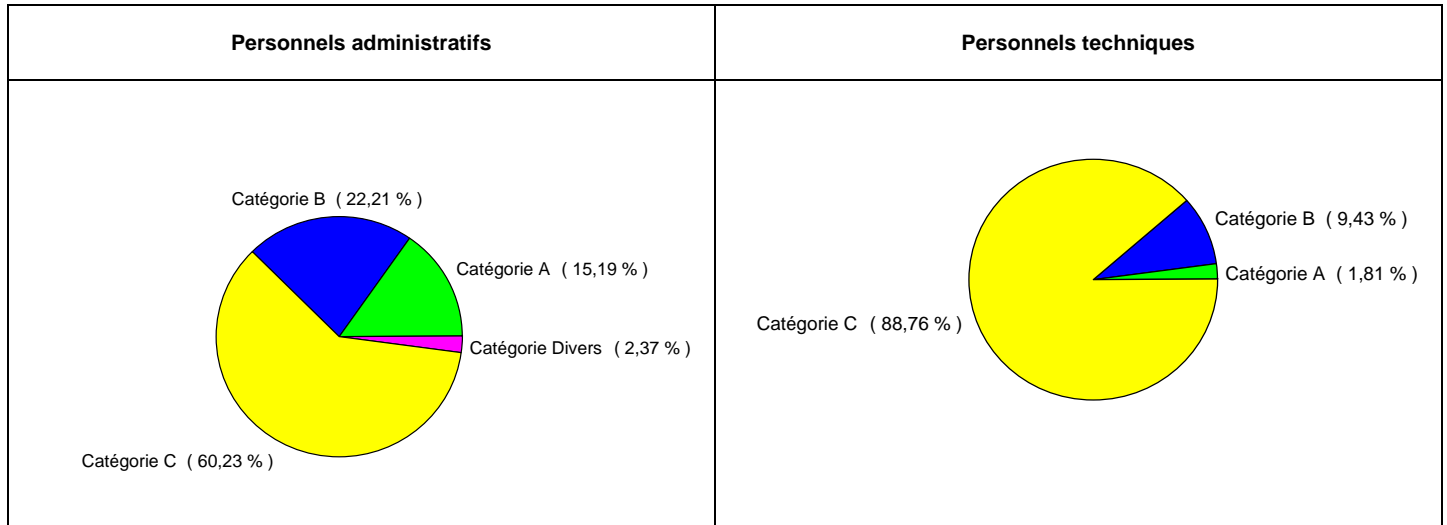 Personnels administratifs
Personnels techniques
Catégorie B ( 22,21 % )
Catégorie A ( 15,19 % )
Catégorie Divers ( 2,37 % )
Catégorie C ( 60,23 % )
Catégorie B ( 9,43 % )
Catégorie A ( 1,81 % )
Catégorie C ( 88,76 % )